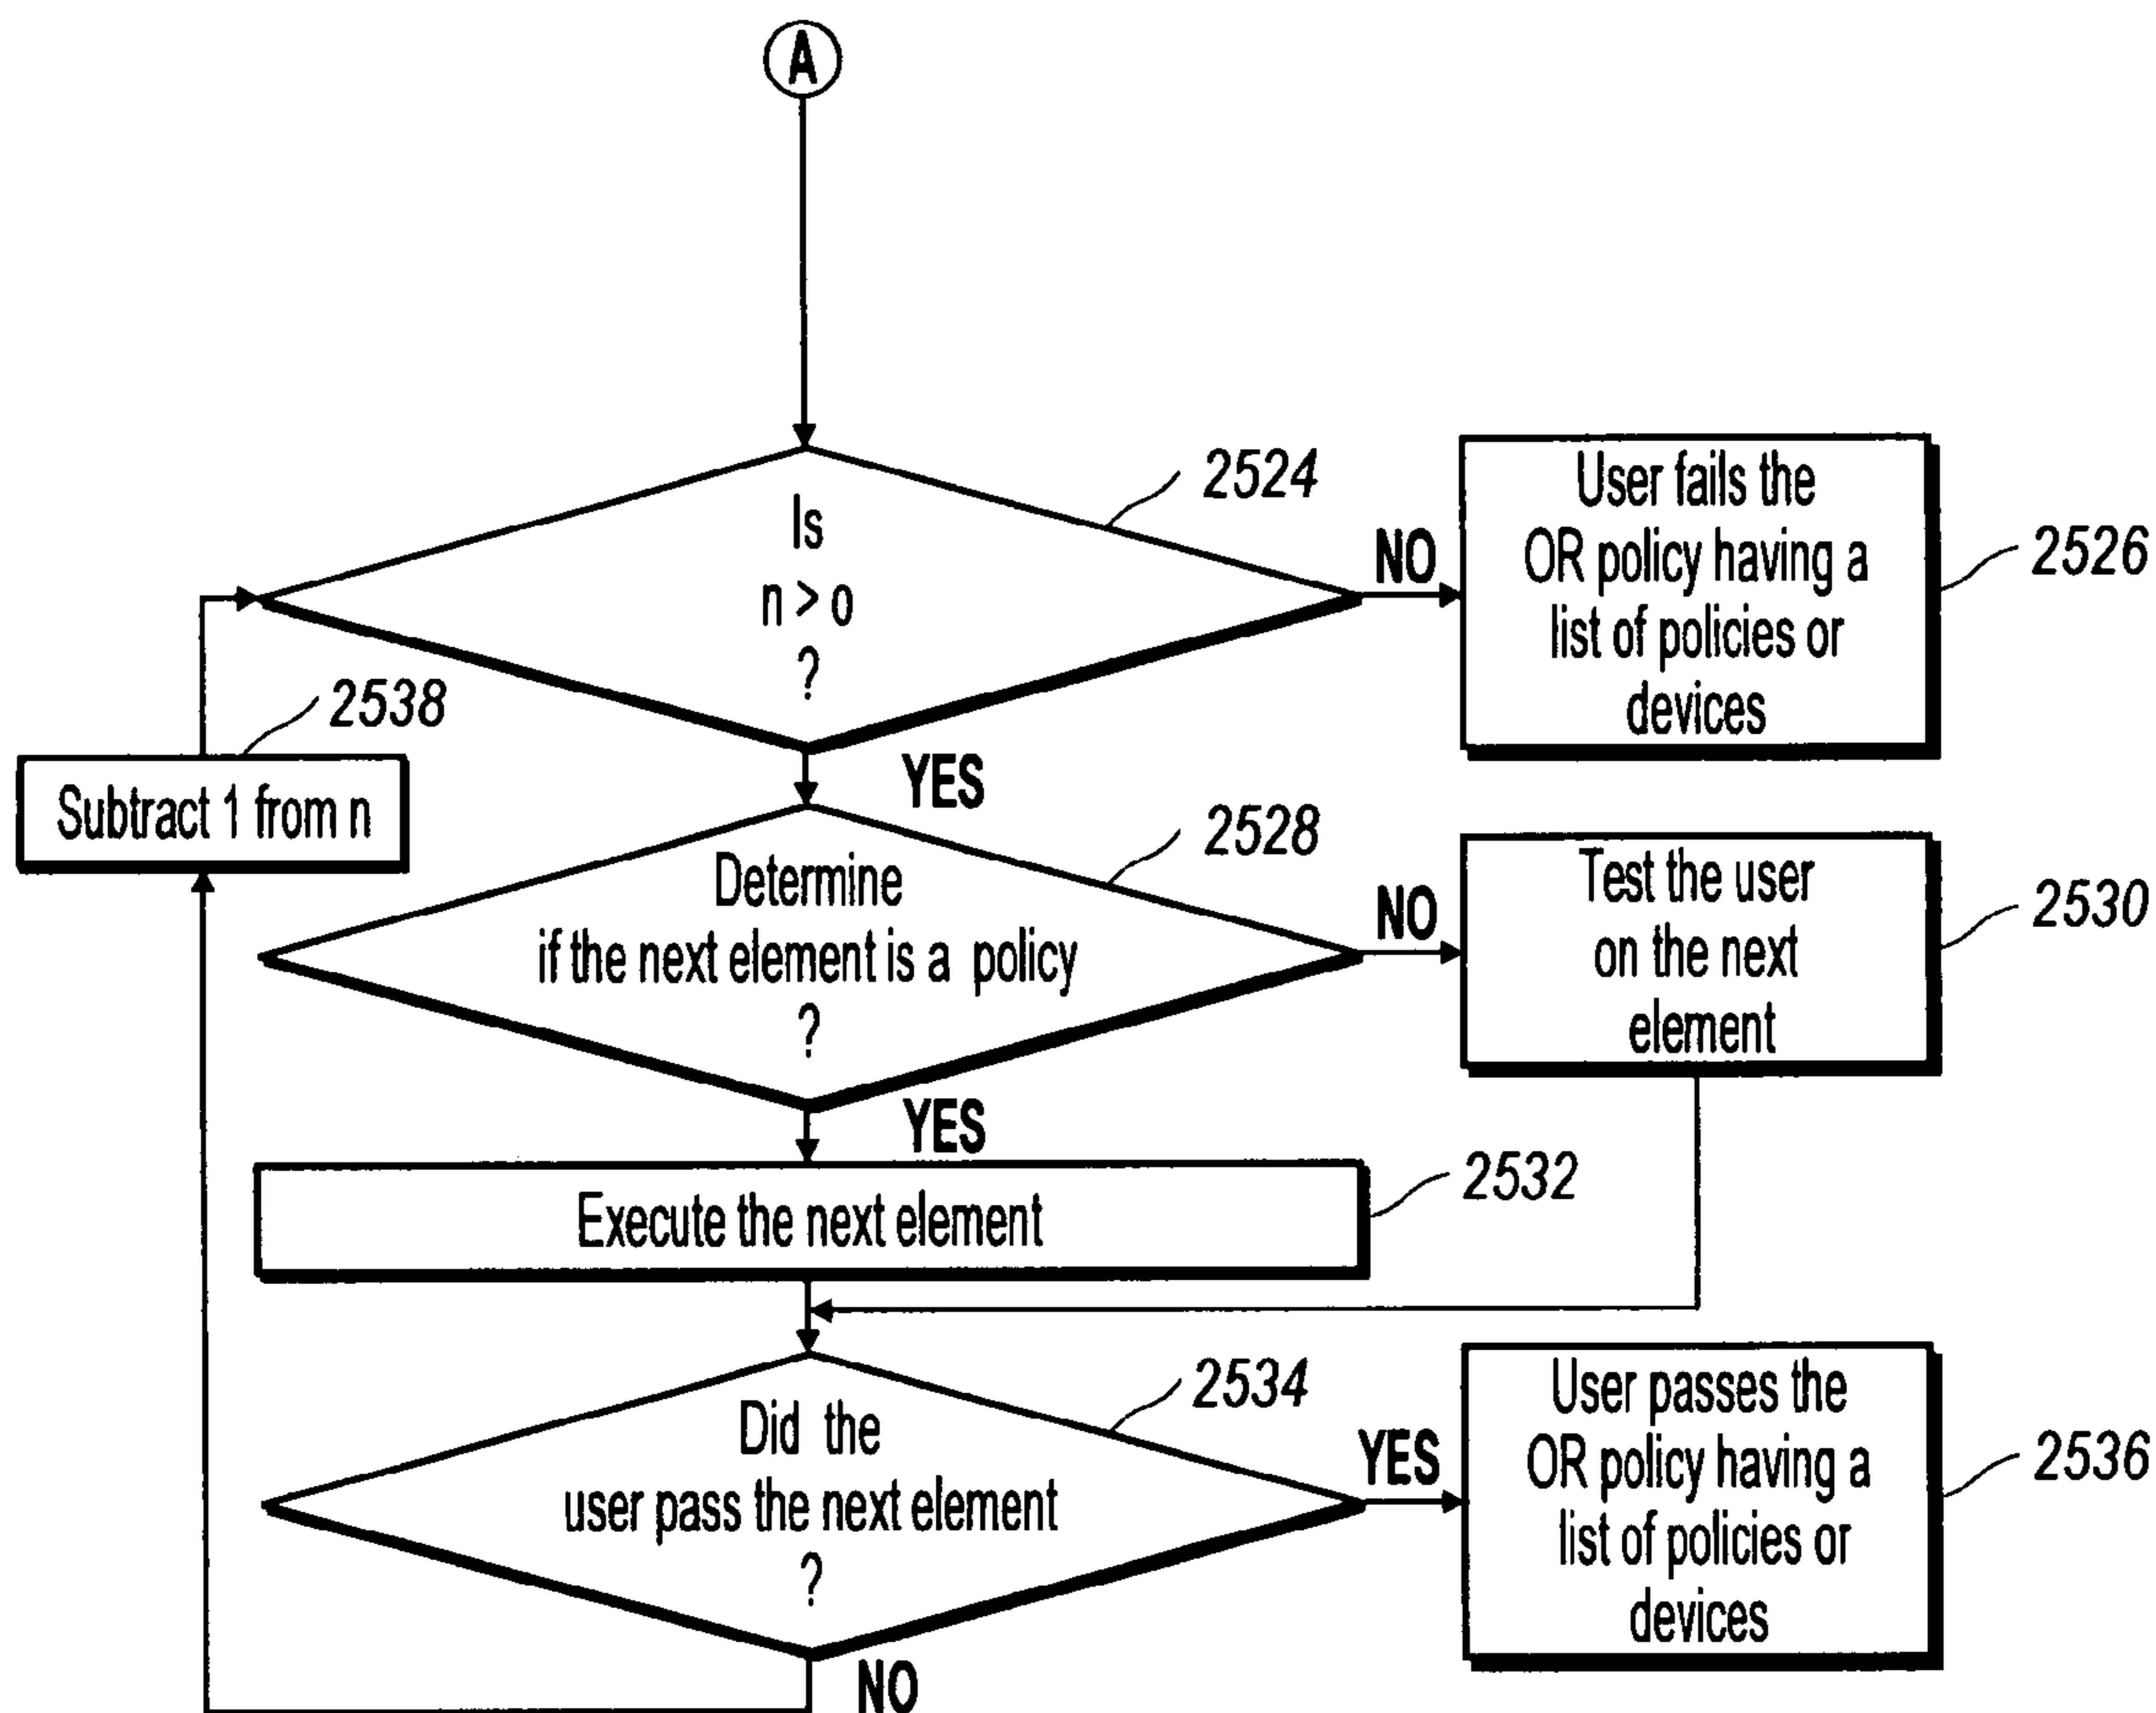 A
Is
n > o
?
2524
NO
User fails the
OR policy having a
list of policies or
devices
2526
YES
2538
Subtract 1 from n
Determine
if the next element is a policy
?
2528
NO
Test the user
on the next
element
2530
YES
Execute the next element
2532
Did the
user pass the next element
?
2534
YES
User passes the
OR policy having a
list of policies or
devices
2536
NO